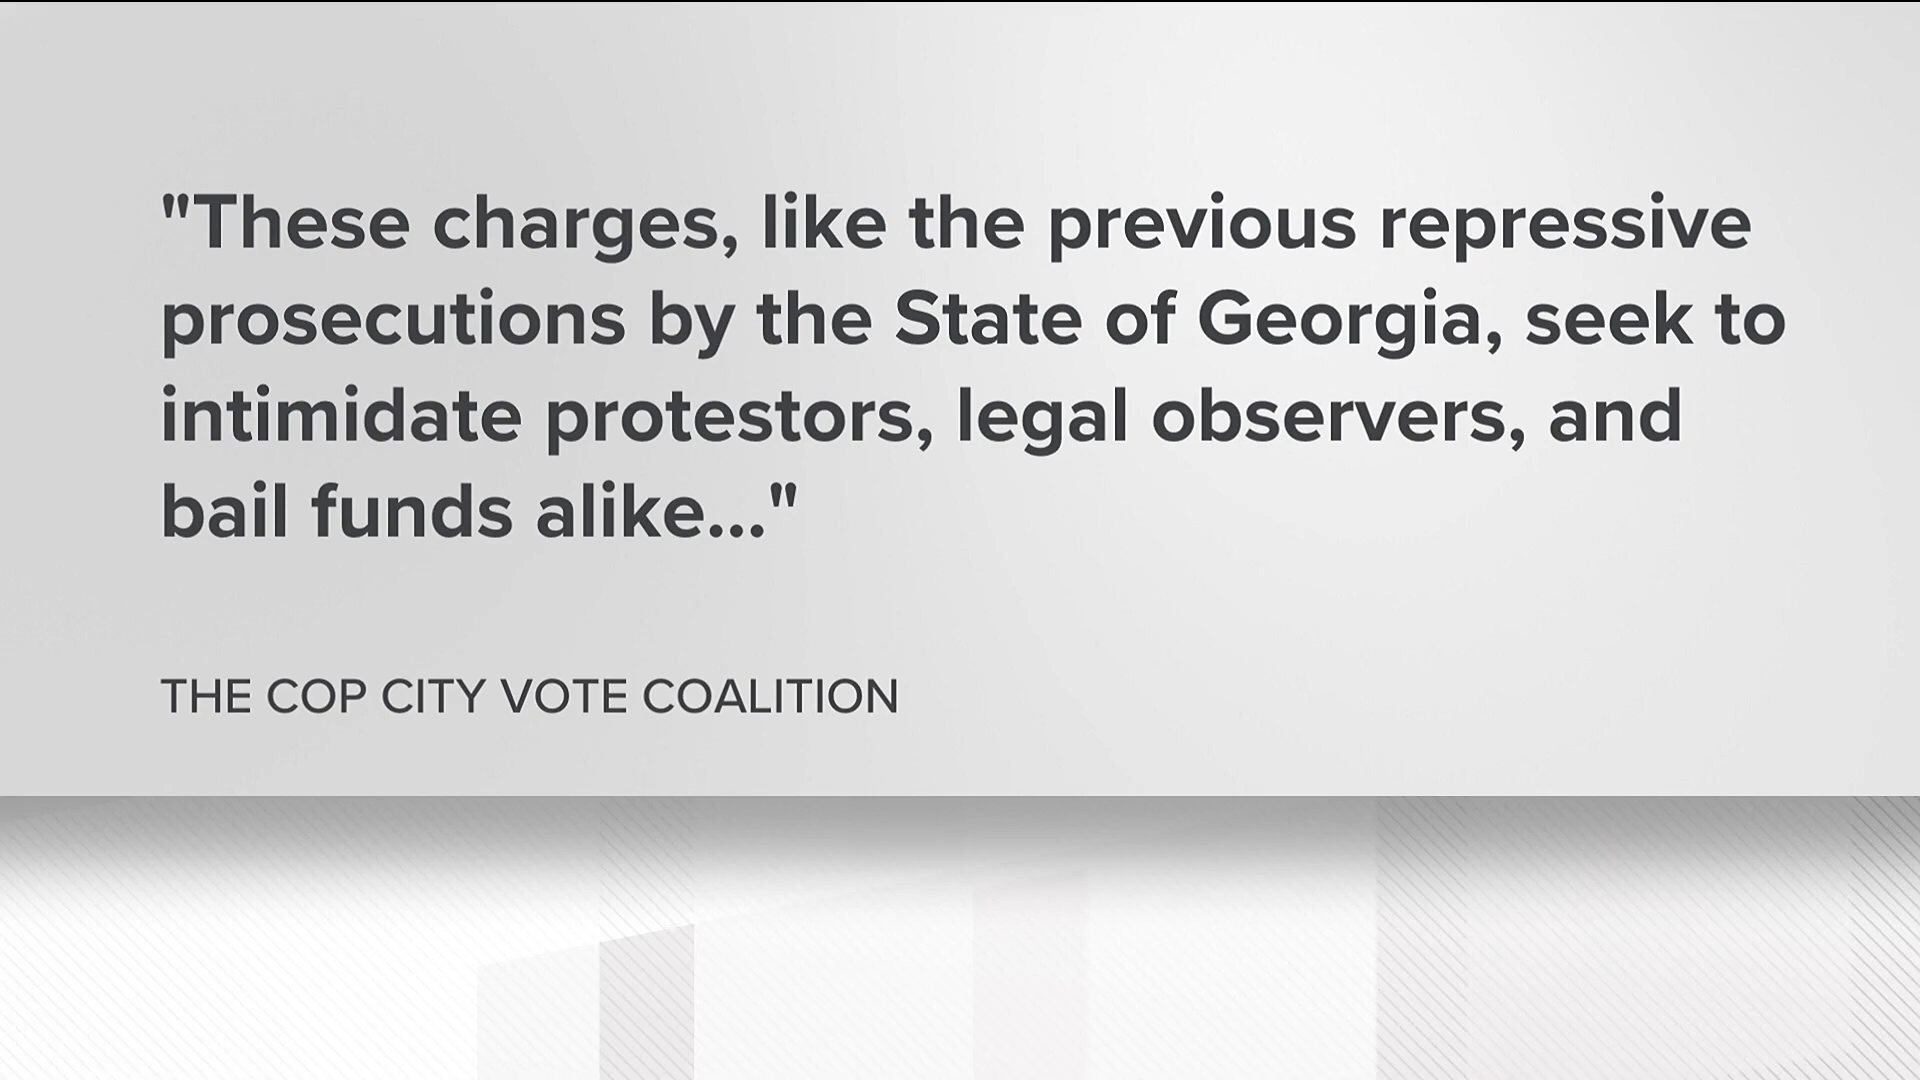 "These charges, like the previous repressive
prosecutions by the State of Georgia, seek to
intimidate protestors, legal observers, and
bail funds alike..."
THE COP CITY VOTE COALITION